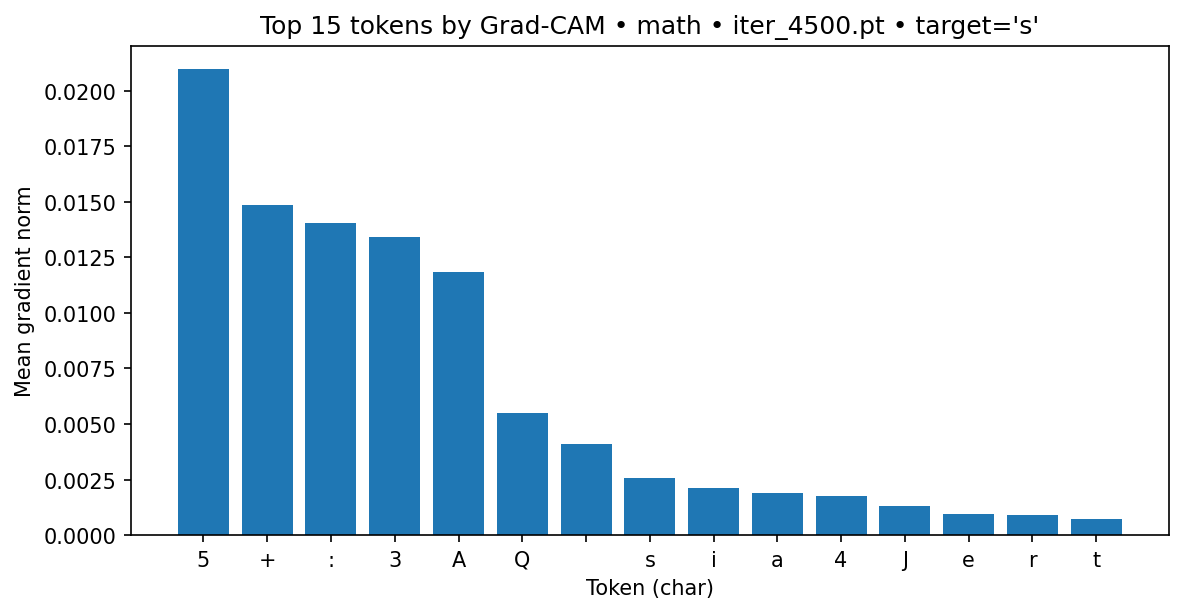 Top 15 tokens by Grad-CAM • math • iter_4500.pt • target='s'
Mean gradient norm
0.0200
0.0175
0.0150
0.0125
0.0100
0.0075
0.0050
0.0025
0.0000
5 + : 3 A Q s i a 4 J e r t
Token (char)